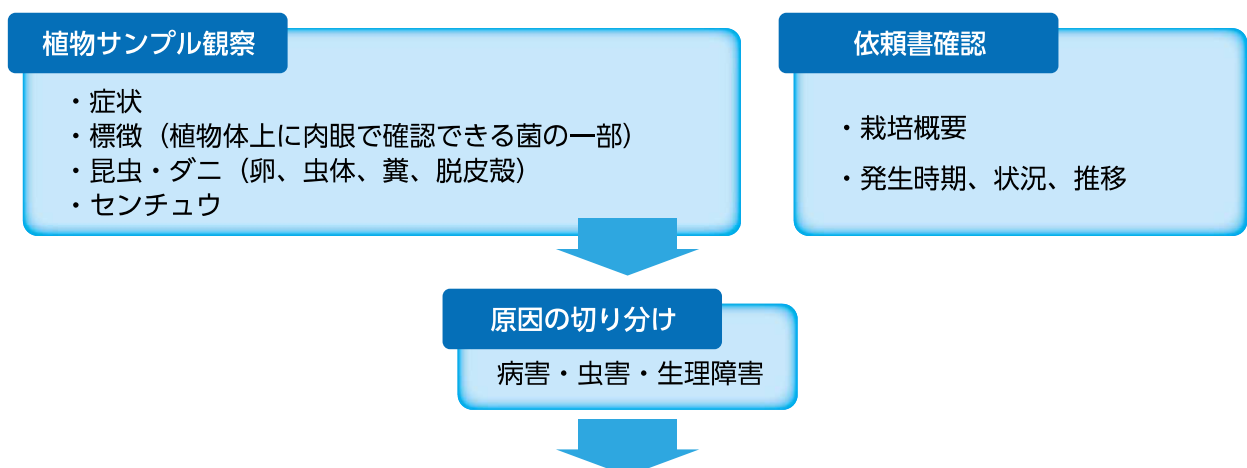 植物サンプル観察
・症状
・標徴（植物体上に肉眼で確認できる菌の一部）
・昆虫・ダニ（卵、虫体、糞、脱皮殻）
・センチュウ
依頼書確認
・栽培概要
・発生時期、状況、推移
原因の切り分け
病害・虫害・生理障害